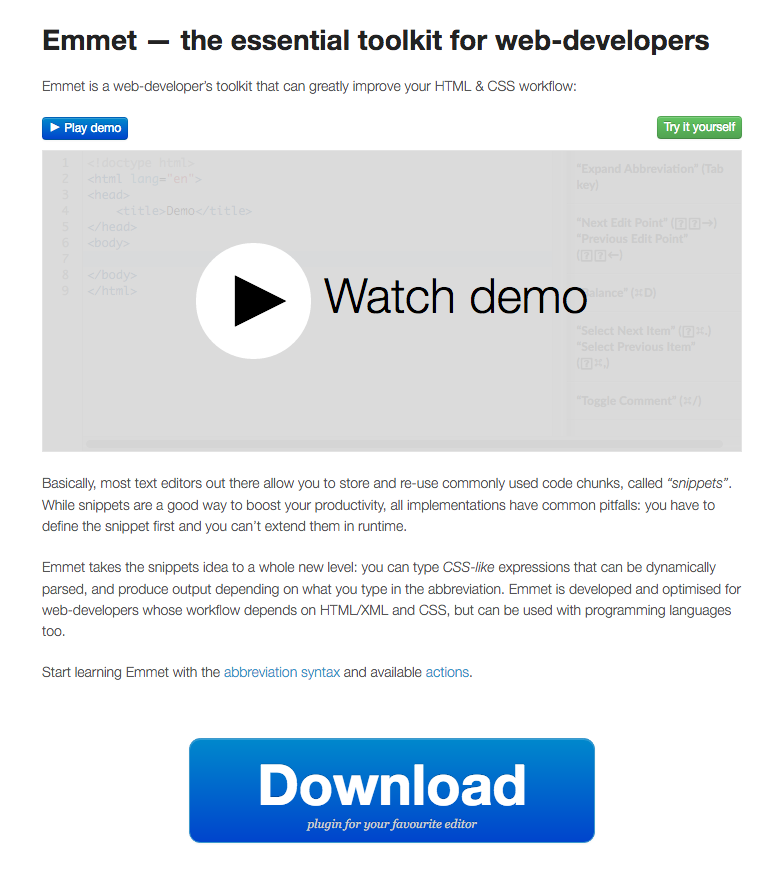 Emmet — the essential toolkit for web-developers
Emmet is a web-developer’s toolkit that can greatly improve your HTML & CSS workflow:
Play demo
Try it yourself
1 <!doctype html>
2 <html lang="en">
3 <head>
4 <title>Demo</title>
5 </head>
6 <body>
7
8 </body>
9 </html>
"Expand Abbreviation" (Tab
key)
"Next Edit Point" (⍰⍰→)
"Previous Edit Point"
(⍰⍰←)
Balance" (⌘D)
"Select Next Item" (⍰⌘.)
"Select Previous Item"
(⍰⌘,)
"Toggle Comment" (⌘/)
Watch demo
Basically, most text editors out there allow you to store and re-use commonly used code chunks, called “snippets”.
While snippets are a good way to boost your productivity, all implementations have common pitfalls: you have to
define the snippet first and you can’t extend them in runtime.
Emmet takes the snippets idea to a whole new level: you can type CSS-like expressions that can be dynamically
parsed, and produce output depending on what you type in the abbreviation. Emmet is developed and optimised for
web-developers whose workflow depends on HTML/XML and CSS, but can be used with programming languages
too.
Start learning Emmet with the abbreviation syntax and available actions.
Download
plugin for your favourite editor